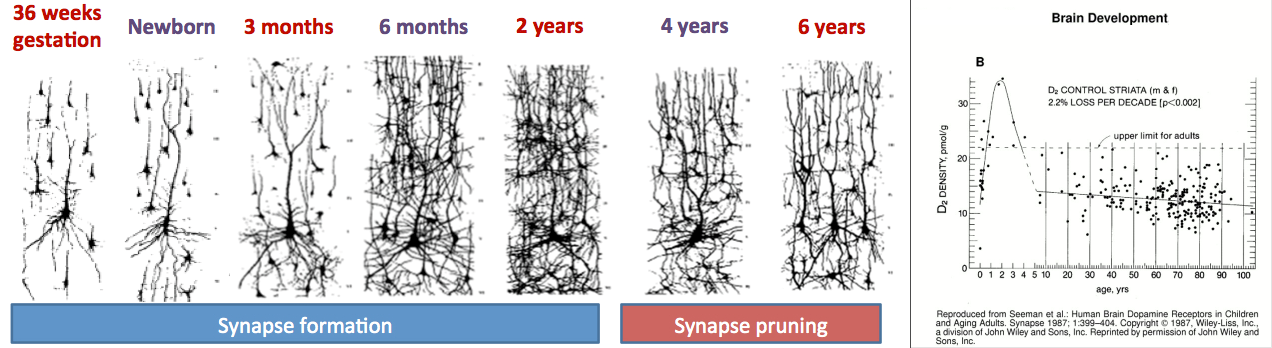 36 weeks
gestation
Newborn
3 months
6 months
2 years
4 years
6 years
Synapse formation
Synapse pruning
Brain Development
B
D₂ CONTROL STRIATA (m & f)
2.2% LOSS PER DECADE [p<0.002]
upper limit for adults
D₂ DENSITY, pmol/g
30
20
10
0
0 1 2 3 4 5 10 20 30 40 50 60 70 80 90 100
age, yrs
Reproduced from Seeman et al.: Human Brain Dopamine Receptors in Children
and Aging Adults. Synapse 1987; 1:399–404. Copyright © 1987, Wiley-Liss, Inc.,
a division of John Wiley and Sons, Inc. Reprinted by permission of John Wiley and
Sons, Inc.